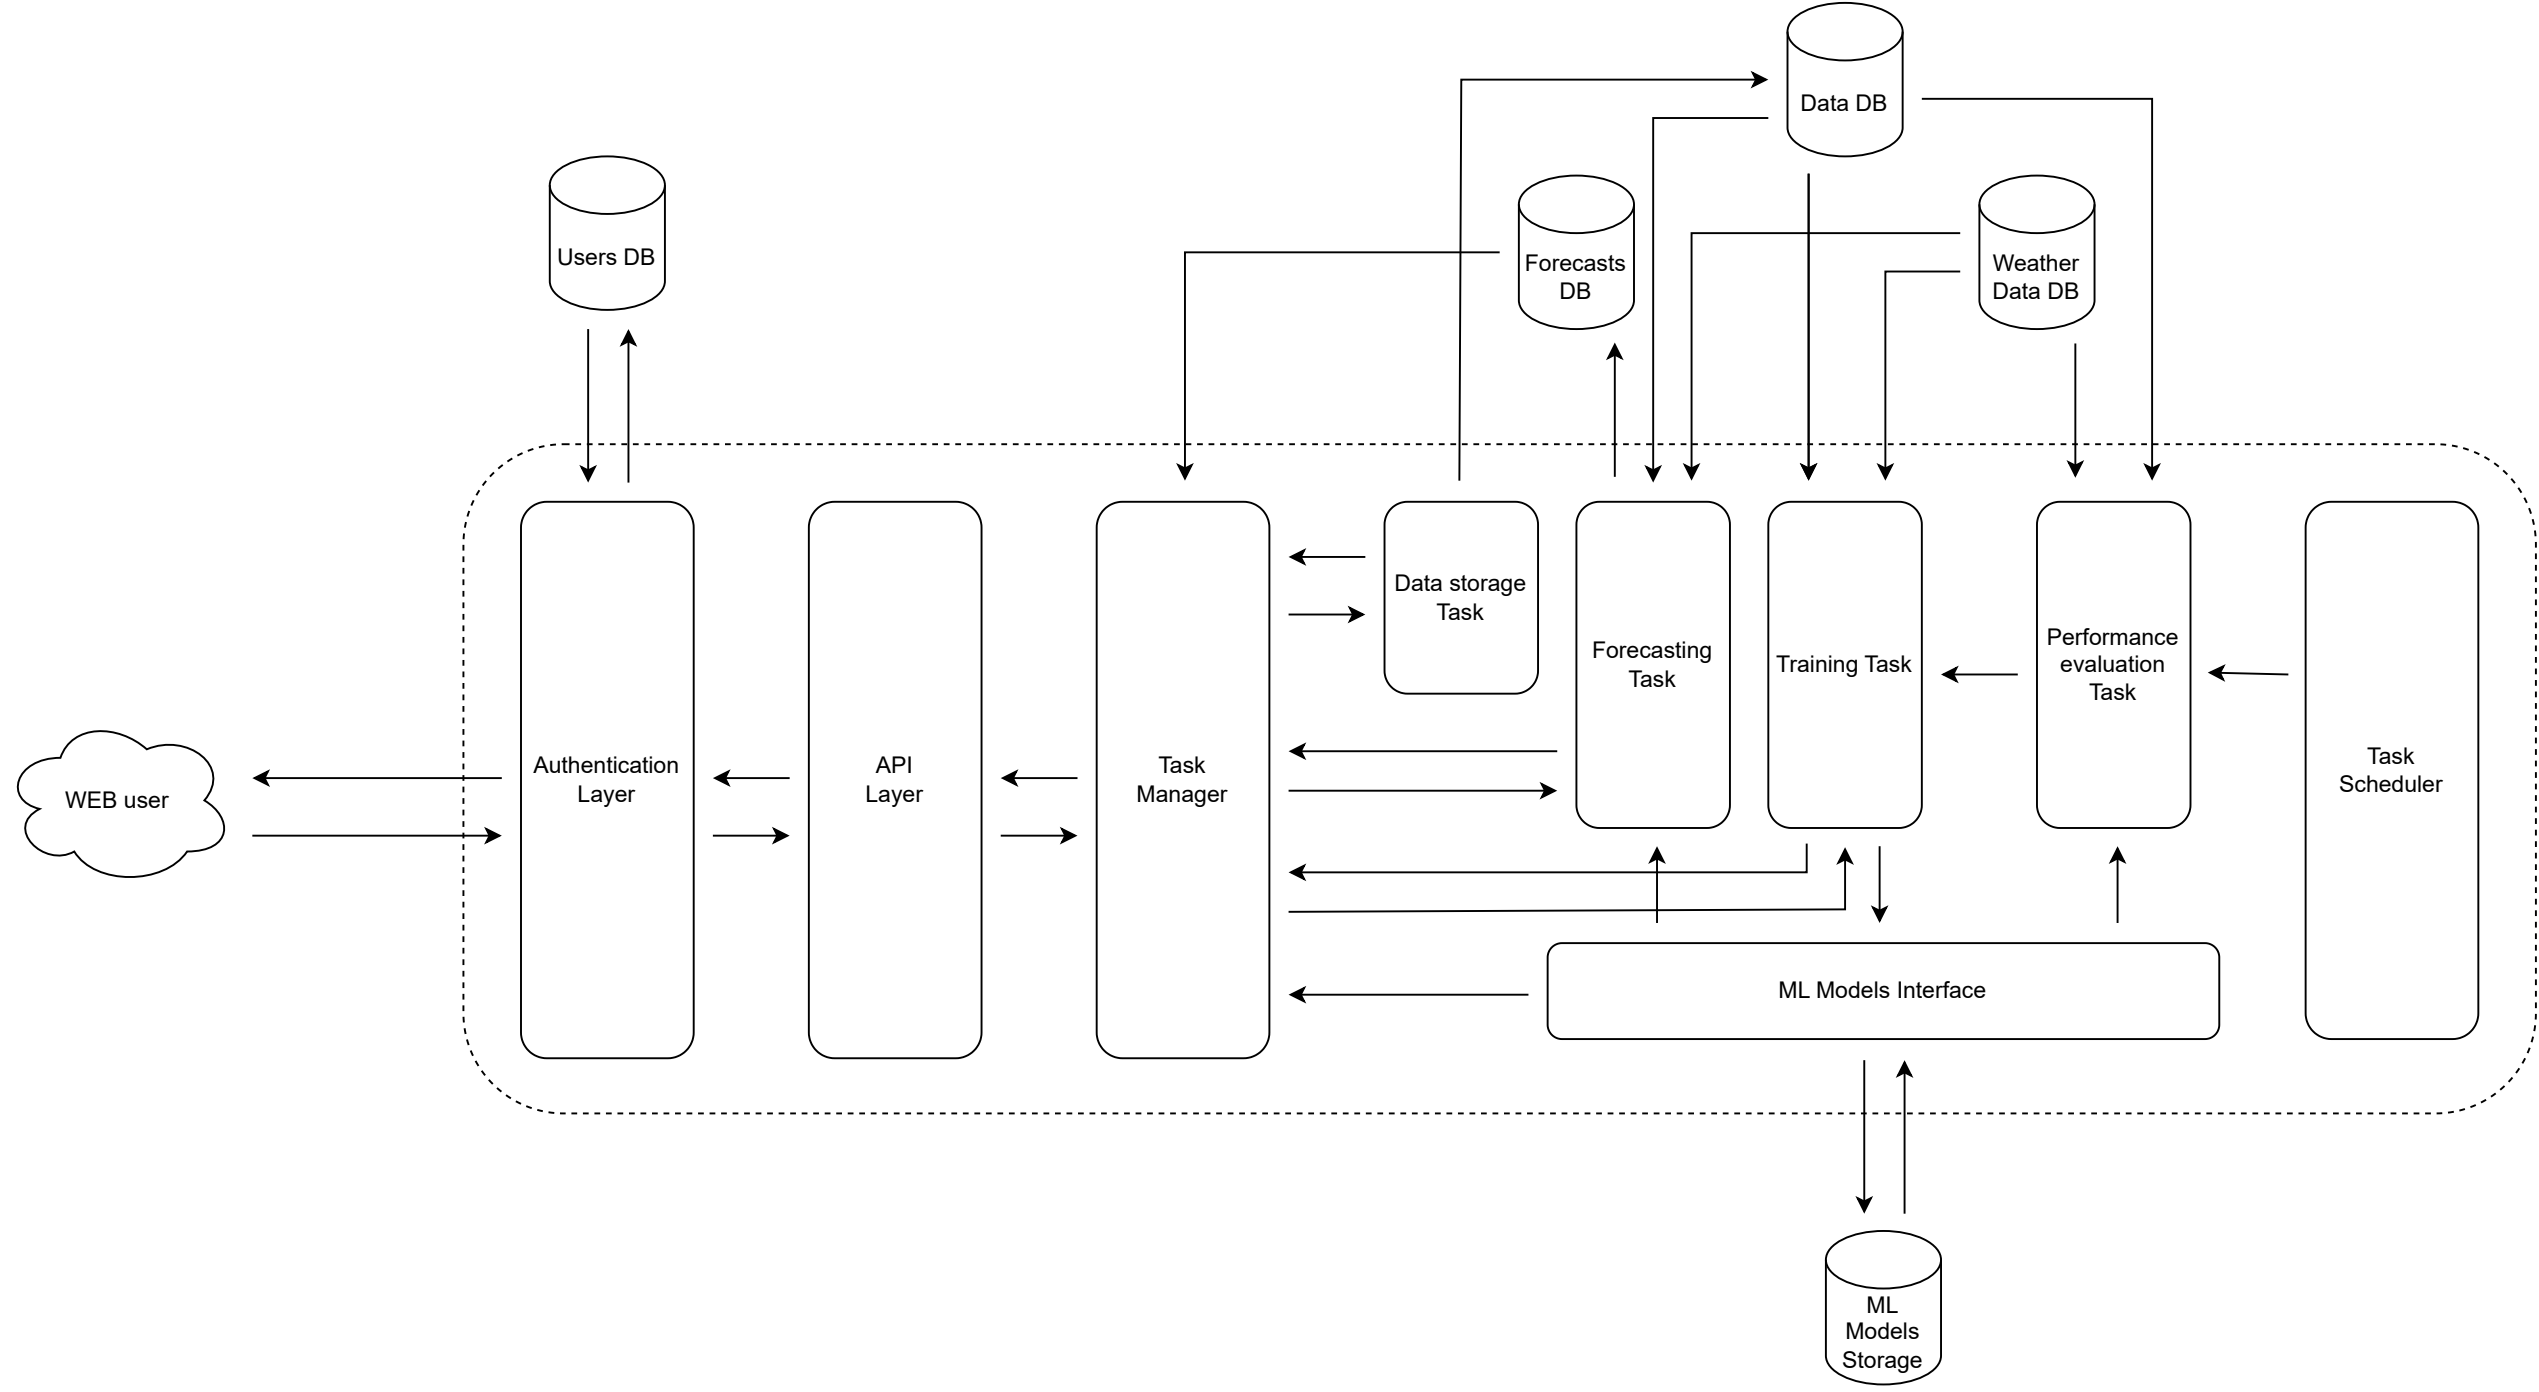 Data DB
Users DB
Forecasts
DB
Weather
Data DB
Data storage
Task
Forecasting
Task
Training Task
Performance
evaluation
Task
Task
Scheduler
WEB user
Authentication
Layer
API
Layer
Task
Manager
ML Models Interface
ML
Models
Storage